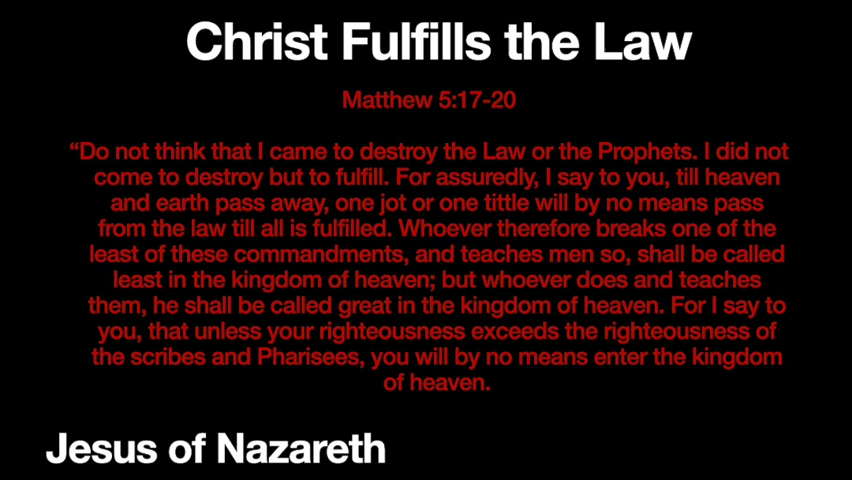 Christ Fulfills the Law
Matthew 5:17-20
“Do not think that I came to destroy the Law or the Prophets. I did not
come to destroy but to fulfill. For assuredly, I say to you, till heaven
and earth pass away, one jot or one tittle will by no means pass
from the law till all is fulfilled. Whoever therefore breaks one of the
least of these commandments, and teaches men so, shall be called
least in the kingdom of heaven; but whoever does and teaches
them, he shall be called great in the kingdom of heaven. For I say to
you, that unless your righteousness exceeds the righteousness of
the scribes and Pharisees, you will by no means enter the kingdom
of heaven.
Jesus of Nazareth